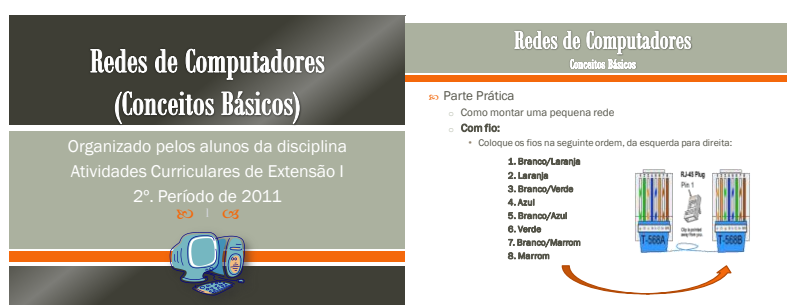 Redes de Computadores
(Conceitos Básicos)
Organizado pelos alunos da disciplina
Atividades Curriculares de Extensão I
2º. Período de 2011
Redes de Computadores
Conceitos Básicos
Parte Prática
Como montar uma pequena rede
Com fio:
Coloque os fios na seguinte ordem, da esquerda para direita:
1. Branco/Laranja
2. Laranja
3. Branco/Verde
4. Azul
5. Branco/Azul
6. Verde
7. Branco/Marrom
8. Marrom
RJ-45 Plug
Pin 1
T-568A
T-568B